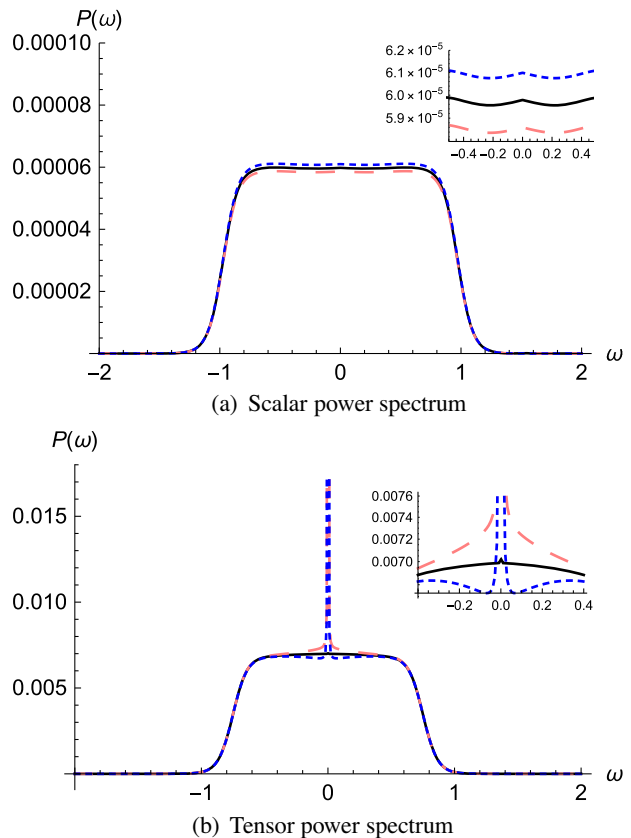 P(ω)
0.00010
0.00008
0.00006
0.00004
0.00002
−2 −1 0 1 2 ω
6.2 × 10⁻⁵
6.1 × 10⁻⁵
6.0 × 10⁻⁵
5.9 × 10⁻⁵
−0.4 −0.2 0.0 0.2 0.4
(a) Scalar power spectrum
P(ω)
0.015
0.010
0.005
−1 0 1 2 ω
0.0076
0.0072
0.0070
−0.2 0.0 0.2 0.4
(b) Tensor power spectrum